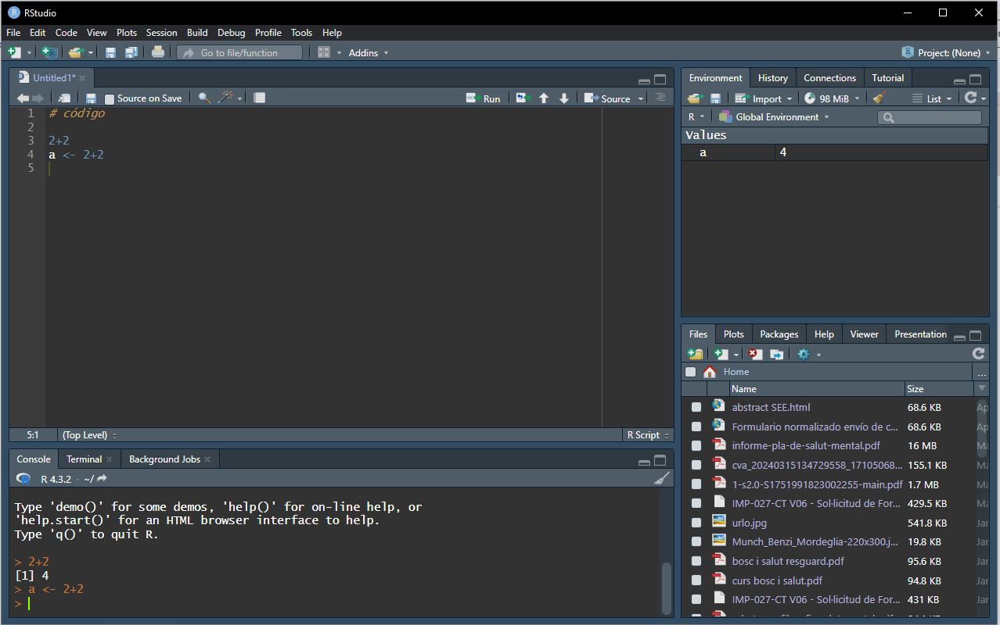 RStudio
File Edit Code View Plots Session Build Debug Profile Tools Help
Go to file/function Addins Project: (None)
Untitled1*
Source on Save Run Source
1 # código
2
3 2+2
4 a <- 2+2
5
5:1 (Top Level) R Script
Console Terminal Background Jobs
R 4.3.2 · ~/
Type 'demo()' for some demos, 'help()' for on-line help, or
'help.start()' for an HTML browser interface to help.
Type 'q()' to quit R.
> 2+2
[1] 4
> a <- 2+2
>
Environment History Connections Tutorial
Import 98 MiB List
R Global Environment
Values
a 4
Files Plots Packages Help Viewer Presentation
Home ...
Name Size
abstract SEE.html 68.6 KB Ap
Formulario normalizado envío de c... 68.6 KB Ap
informe-pla-de-salut-mental.pdf 16 MB Ma
cva_20240315134729558_17105068... 155.1 KB Ma
1-s2.0-S1751991823002255-main.pdf 1.7 MB Ma
IMP-027-CT V06 - Sol·licitud de For... 429.5 KB Ma
urlo.jpg 541.8 KB Jar
Munch_Benzi_Mordeglia-220x300.j... 19.8 KB Jar
bosc i salut resguard.pdf 95.6 KB Jar
curs bosc i salut.pdf 94.8 KB Jar
IMP-027-CT V06 - Sol·licitud de For... 431 KB Jar